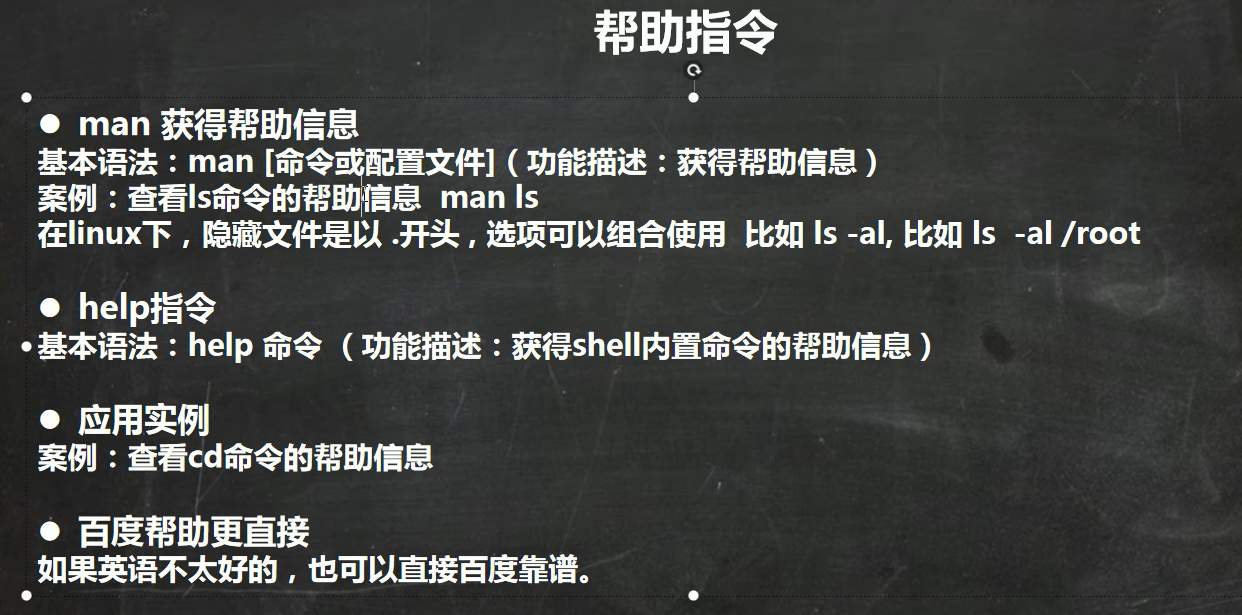 帮助指令
● man 获得帮助信息
基本语法：man [命令或配置文件]（功能描述：获得帮助信息）
案例：查看ls命令的帮助信息  man ls
在linux下，隐藏文件是以 .开头，选项可以组合使用  比如 ls -al, 比如 ls  -al /root
● help指令
基本语法：help 命令 （功能描述：获得shell内置命令的帮助信息）
● 应用实例
案例：查看cd命令的帮助信息
● 百度帮助更直接
如果英语不太好的，也可以直接百度靠谱。